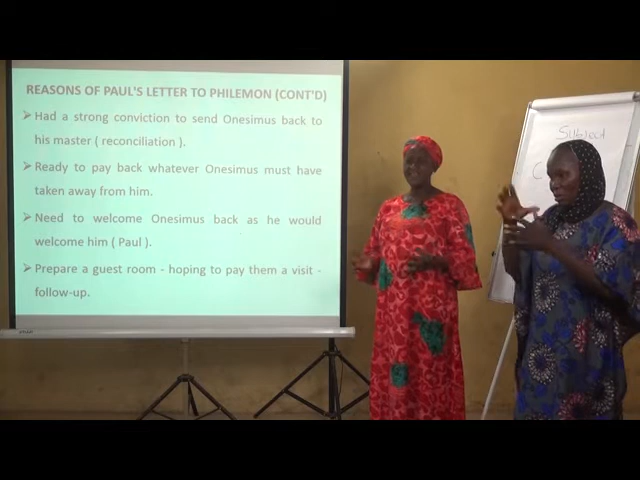 REASONS OF PAUL'S LETTER TO PHILEMON (CONT'D)
➢ Had a strong conviction to send Onesimus back to
his master ( reconciliation ).
➢ Ready to pay back whatever Onesimus must have
taken away from him.
➢ Need to welcome Onesimus back as he would
welcome him ( Paul ).
➢ Prepare a guest room - hoping to pay them a visit -
follow-up.
Subject